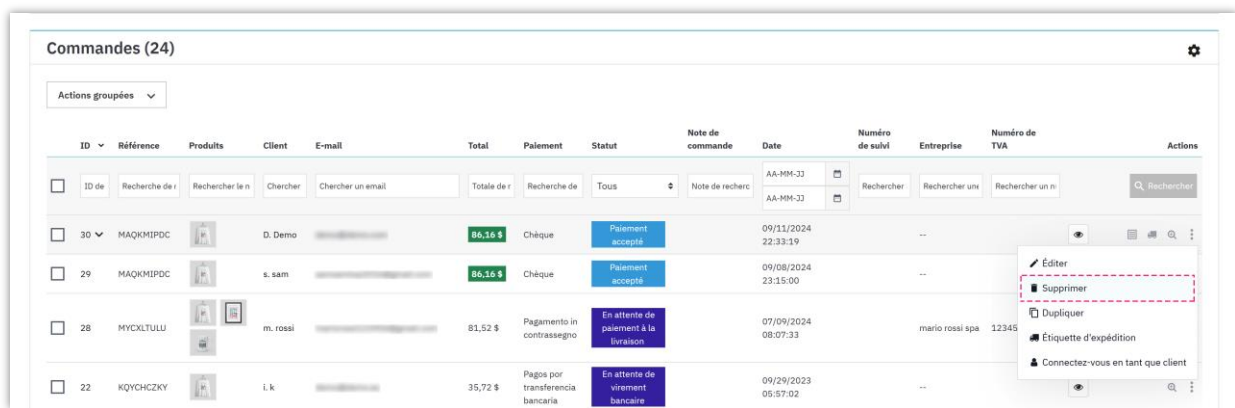 Commandes (24)
Actions groupées
Note de Numéro Numéro de
ID Référence Produits Client E-mail Total Paiement Statut commande Date de suivi Entreprise TVA Actions
AA-MM-JJ
ID de Rechercher le n Chercher Chercher un email Totale de r Recherche de Tous Note de recherc Rechercher Rechercher une Rechercher un n Rechercher
AA-MM-JJ
Paiement 09/11/2024
30 MAQKMIPDC D. Demo 86,16 $ Chèque accepté 22:33:19 --
Éditer
Paiement 09/08/2024
29 MAQKMIPDC s. sam 86,16 $ Chèque accepté 23:15:00 --
Supprimer
Dupliquer
En attente de
Pagamento in paiement à la 07/09/2024
28 MYCXLTULU m. rossi 81,52 $ contrassegno livraison 08:07:33 mario rossi spa 12345
Étiquette d'expédition
Connectez-vous en tant que client
Pagos por En attente de
22 KQYCHCZKY i. k 35,72 $ transferencia virement 09/29/2023 --
bancaria bancaire 05:57:02